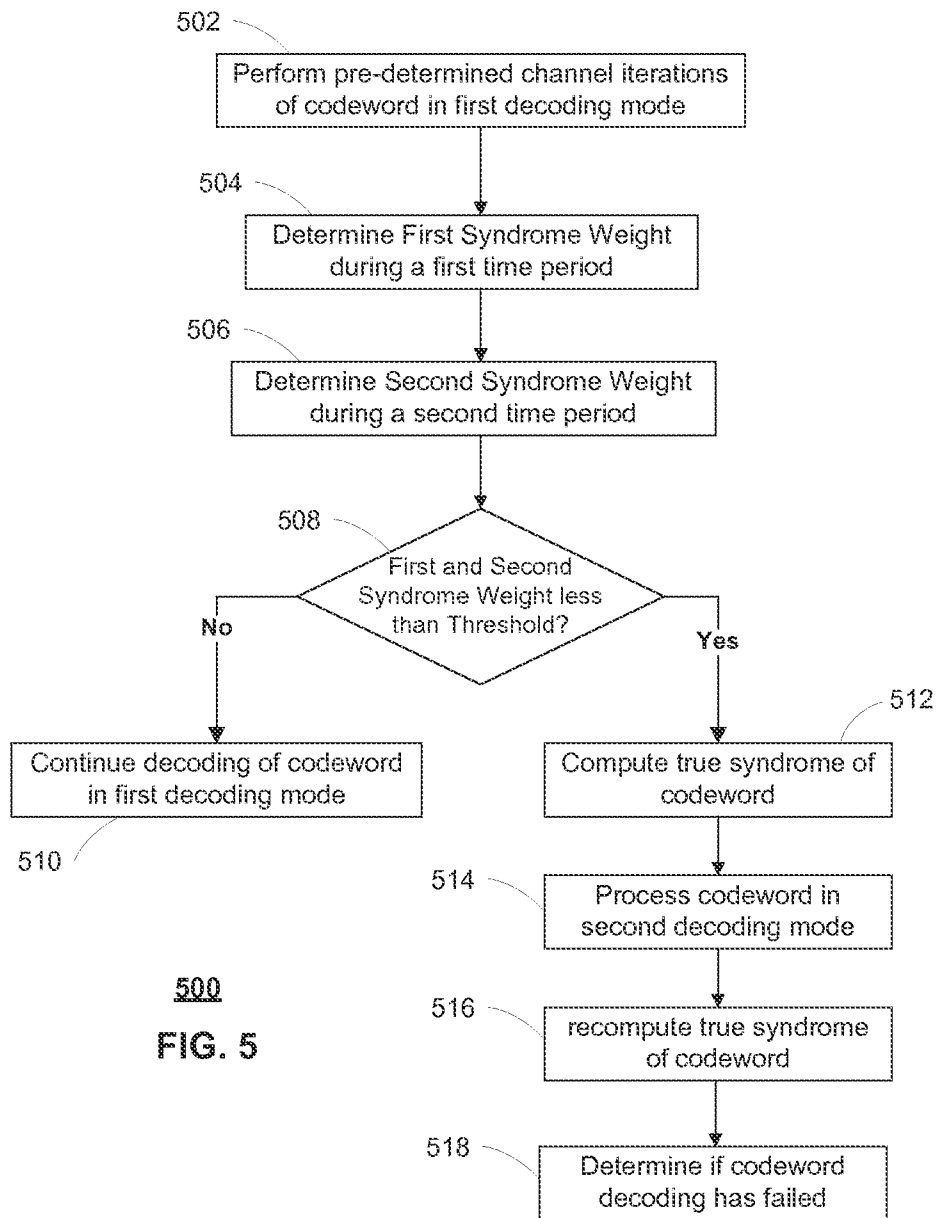 502
Perform pre-determined channel iterations
of codeword in first decoding mode
504
Determine First Syndrome Weight
during a first time period
506
Determine Second Syndrome Weight
during a second time period
508
First and Second
Syndrome Weight less
than Threshold?
No
Yes
512
Continue decoding of codeword
in first decoding mode
510
Compute true syndrome of
codeword
514
Process codeword in
second decoding mode
500
FIG. 5
516
recompute true syndrome
of codeword
518
Determine if codeword
decoding has failed